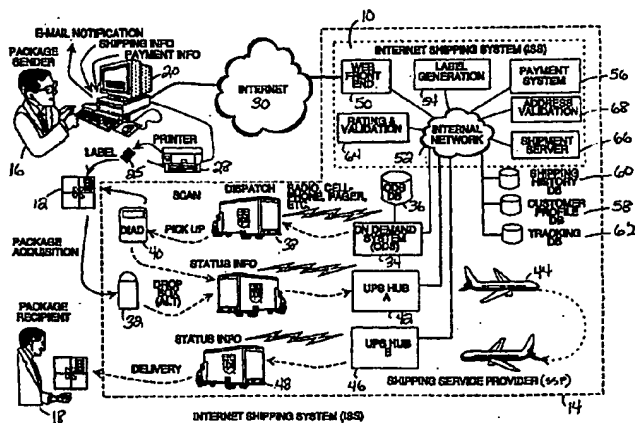 10
E-MAIL NOTIFICATION
SHIPPING INFO
PAYMENT INFO
PACKAGE
SENDER
20
16
INTERNET
30
INTERNET SHIPPING SYSTEM (ISS)
WEB
FRONT
END
50
LABEL
GENERATION
54
PAYMENT
SYSTEM
56
ADDRESS
VALIDATION
68
RATING &
VALIDATION
64
52
INTERNAL
NETWORK
SHIPMENT
SERVER
66
PRINTER
28
LABEL
25
12
SCAN
DISPATCH
RADIO, CELL-
PHONE, PAGER,
ETC.
ODS
DB
36
SHIPPING
HISTORY
DB
60
CUSTOMER
PROFILE
DB
58
TRACKING
DB
62
DIAD
40
PICK UP
38
ON DEMAND
SYSTEM
(ODS)
34
PACKAGE
ACQUISITION
STATUS INFO
44
32
DROP
BOX
(ALT)
UPS HUB
A
42
PACKAGE
RECIPIENT
18
STATUS INFO
DELIVERY
48
UPS HUB
B
46
SHIPPING SERVICE PROVIDER (SSP)
14
INTERNET SHIPPING SYSTEM (ISS)